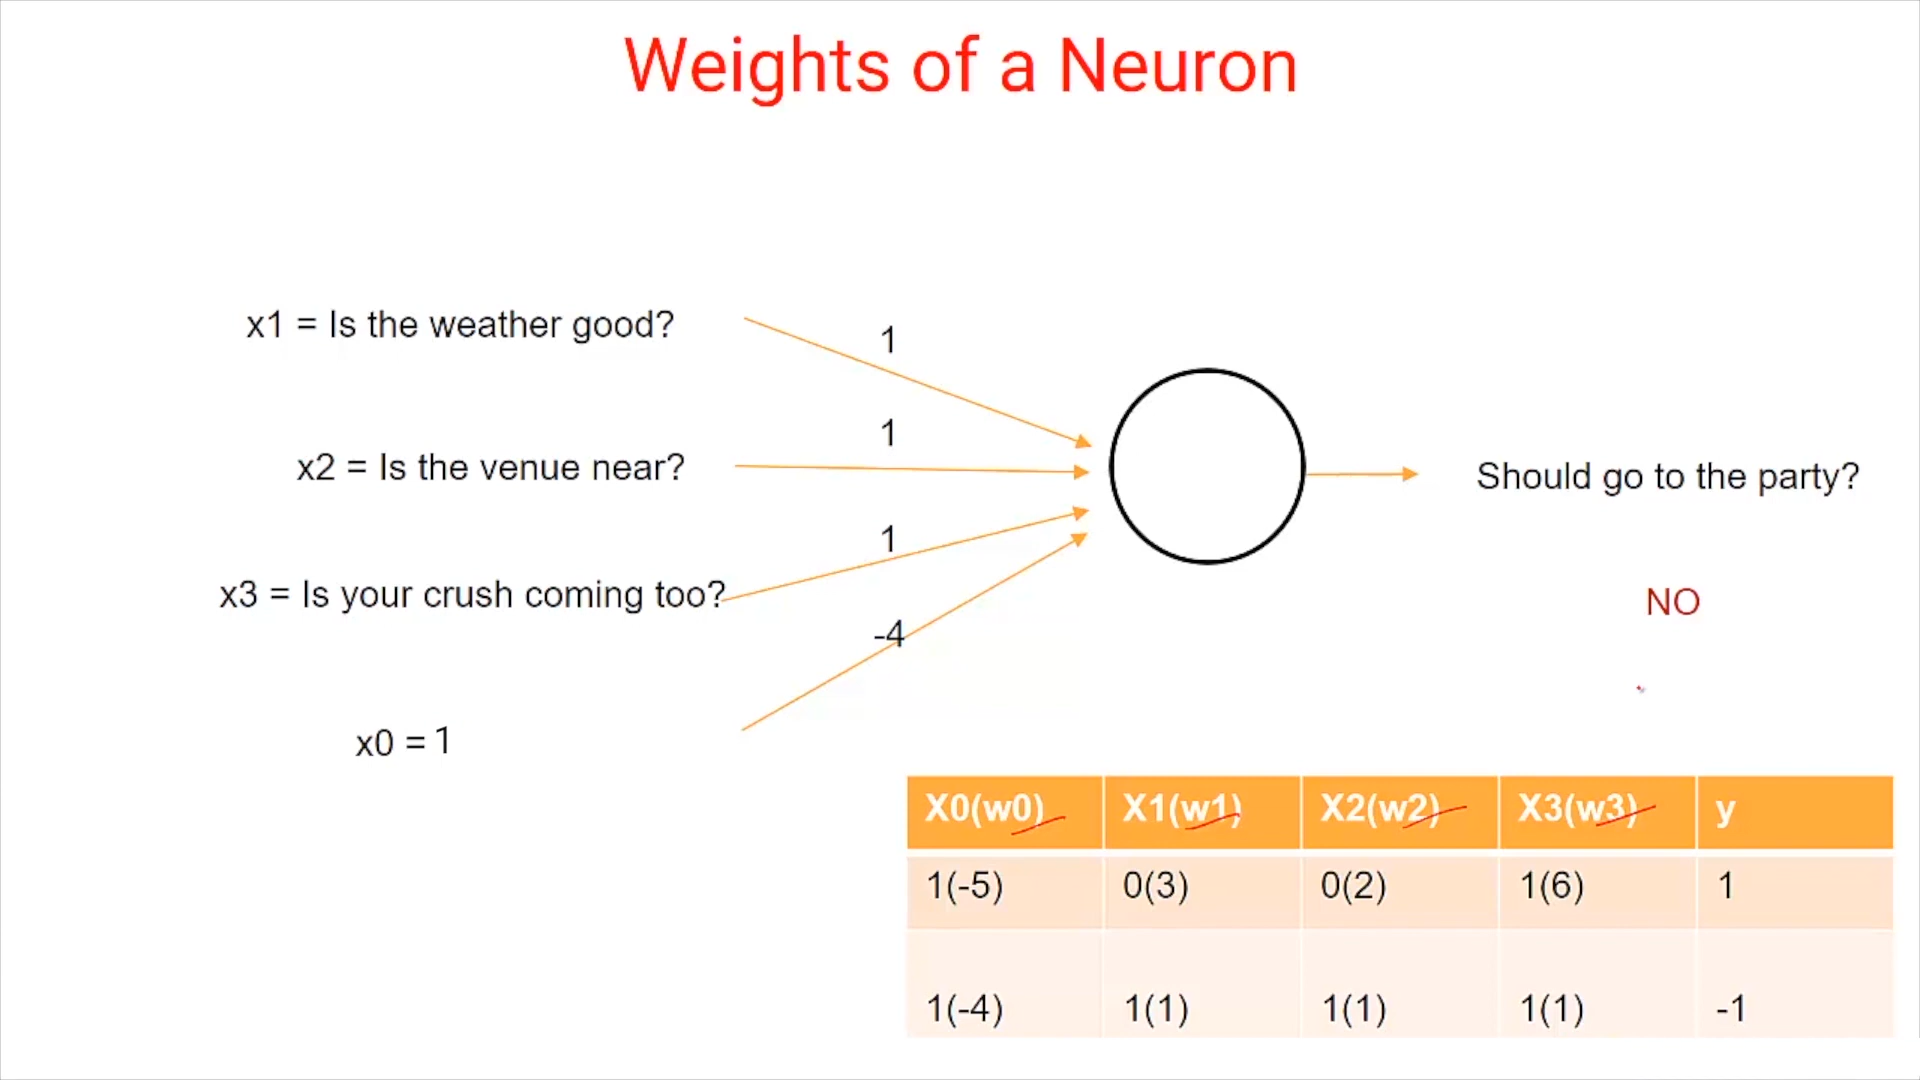 Weights of a Neuron
x1 = Is the weather good?
1
1
x2 = Is the venue near?
Should go to the party?
1
x3 = Is your crush coming too?
NO
-4
x0 = 1
X0(w0) X1(w1) X2(w2) X3(w3) y
1(-5) 0(3) 0(2) 1(6) 1
1(-4) 1(1) 1(1) 1(1) -1